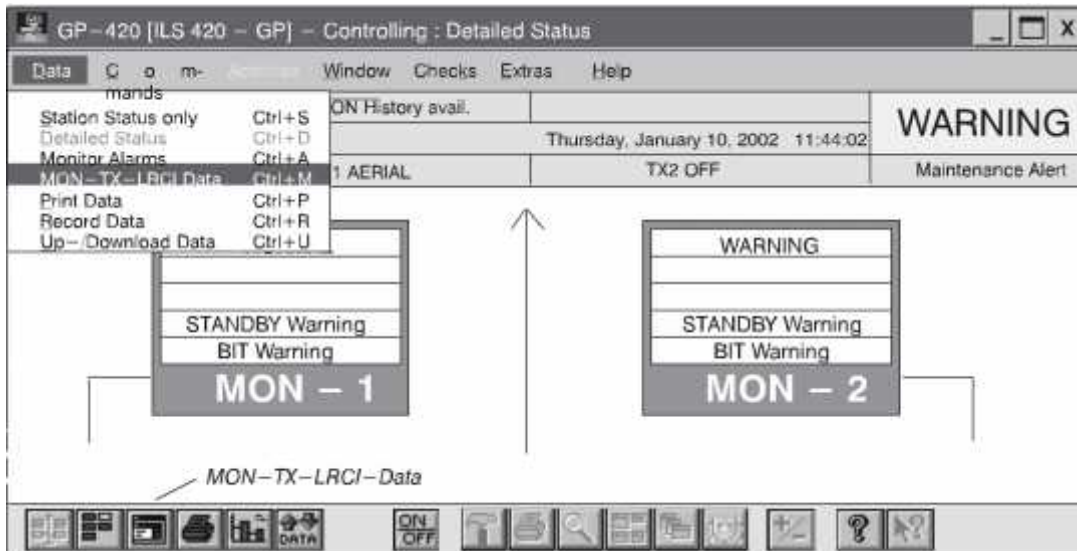 GP-420 [ILS 420 - GP] - Controlling : Detailed Status
X
Data C o m- Window Checks Extras Help
mands
Station Status only Ctrl+S
Detailed Status Ctrl+D
Monitor Alarms Ctrl+A
MON-TX-LRCI Data Ctrl+M
Print Data Ctrl+P
Record Data Ctrl+R
Up-/Download Data Ctrl+U
ON History avail.
Thursday, January 10, 2002 11:44:02
WARNING
1 AERIAL
TX2 OFF
Maintenance Alert
WARNING
STANDBY Warning
BIT Warning
MON - 1
STANDBY Warning
BIT Warning
MON - 2
MON-TX-LRCI-Data
DATA
ON
OFF
?
?